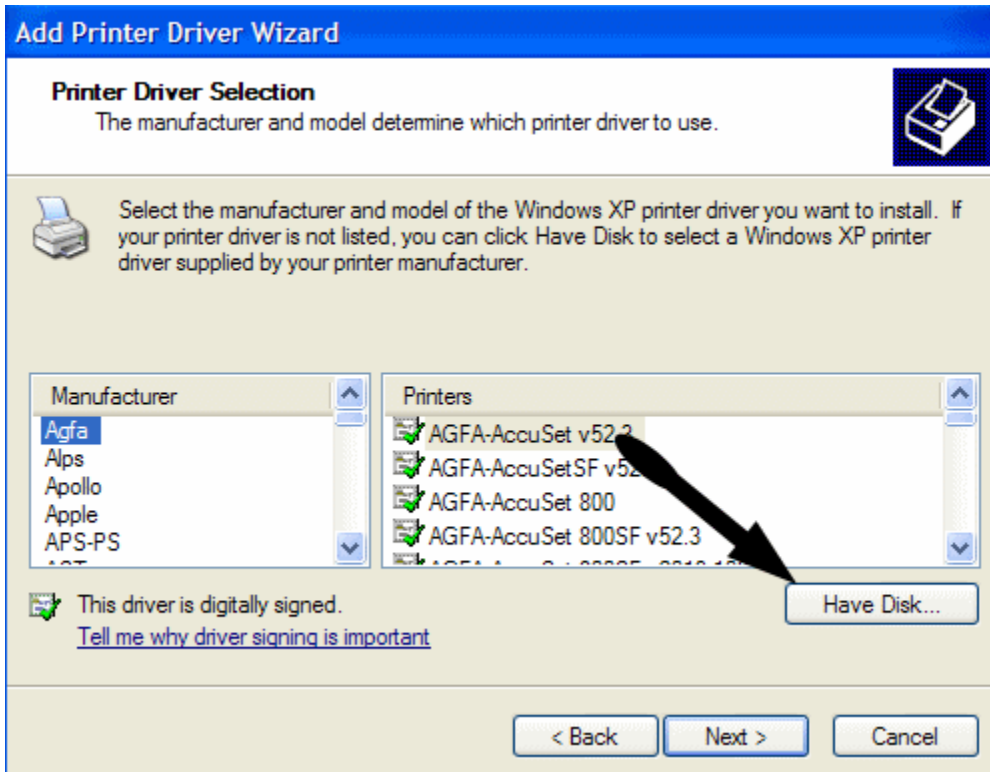 Add Printer Driver Wizard
Printer Driver Selection
The manufacturer and model determine which printer driver to use.
Select the manufacturer and model of the Windows XP printer driver you want to install. If
your printer driver is not listed, you can click Have Disk to select a Windows XP printer
driver supplied by your printer manufacturer.
Manufacturer
Agfa
Alps
Apollo
Apple
APS-PS
Printers
AGFA-AccuSet v52.3
AGFA-AccuSetSF v52
AGFA-AccuSet 800
AGFA-AccuSet 800SF v52.3
This driver is digitally signed.
Have Disk...
Tell me why driver signing is important
< Back
Next >
Cancel